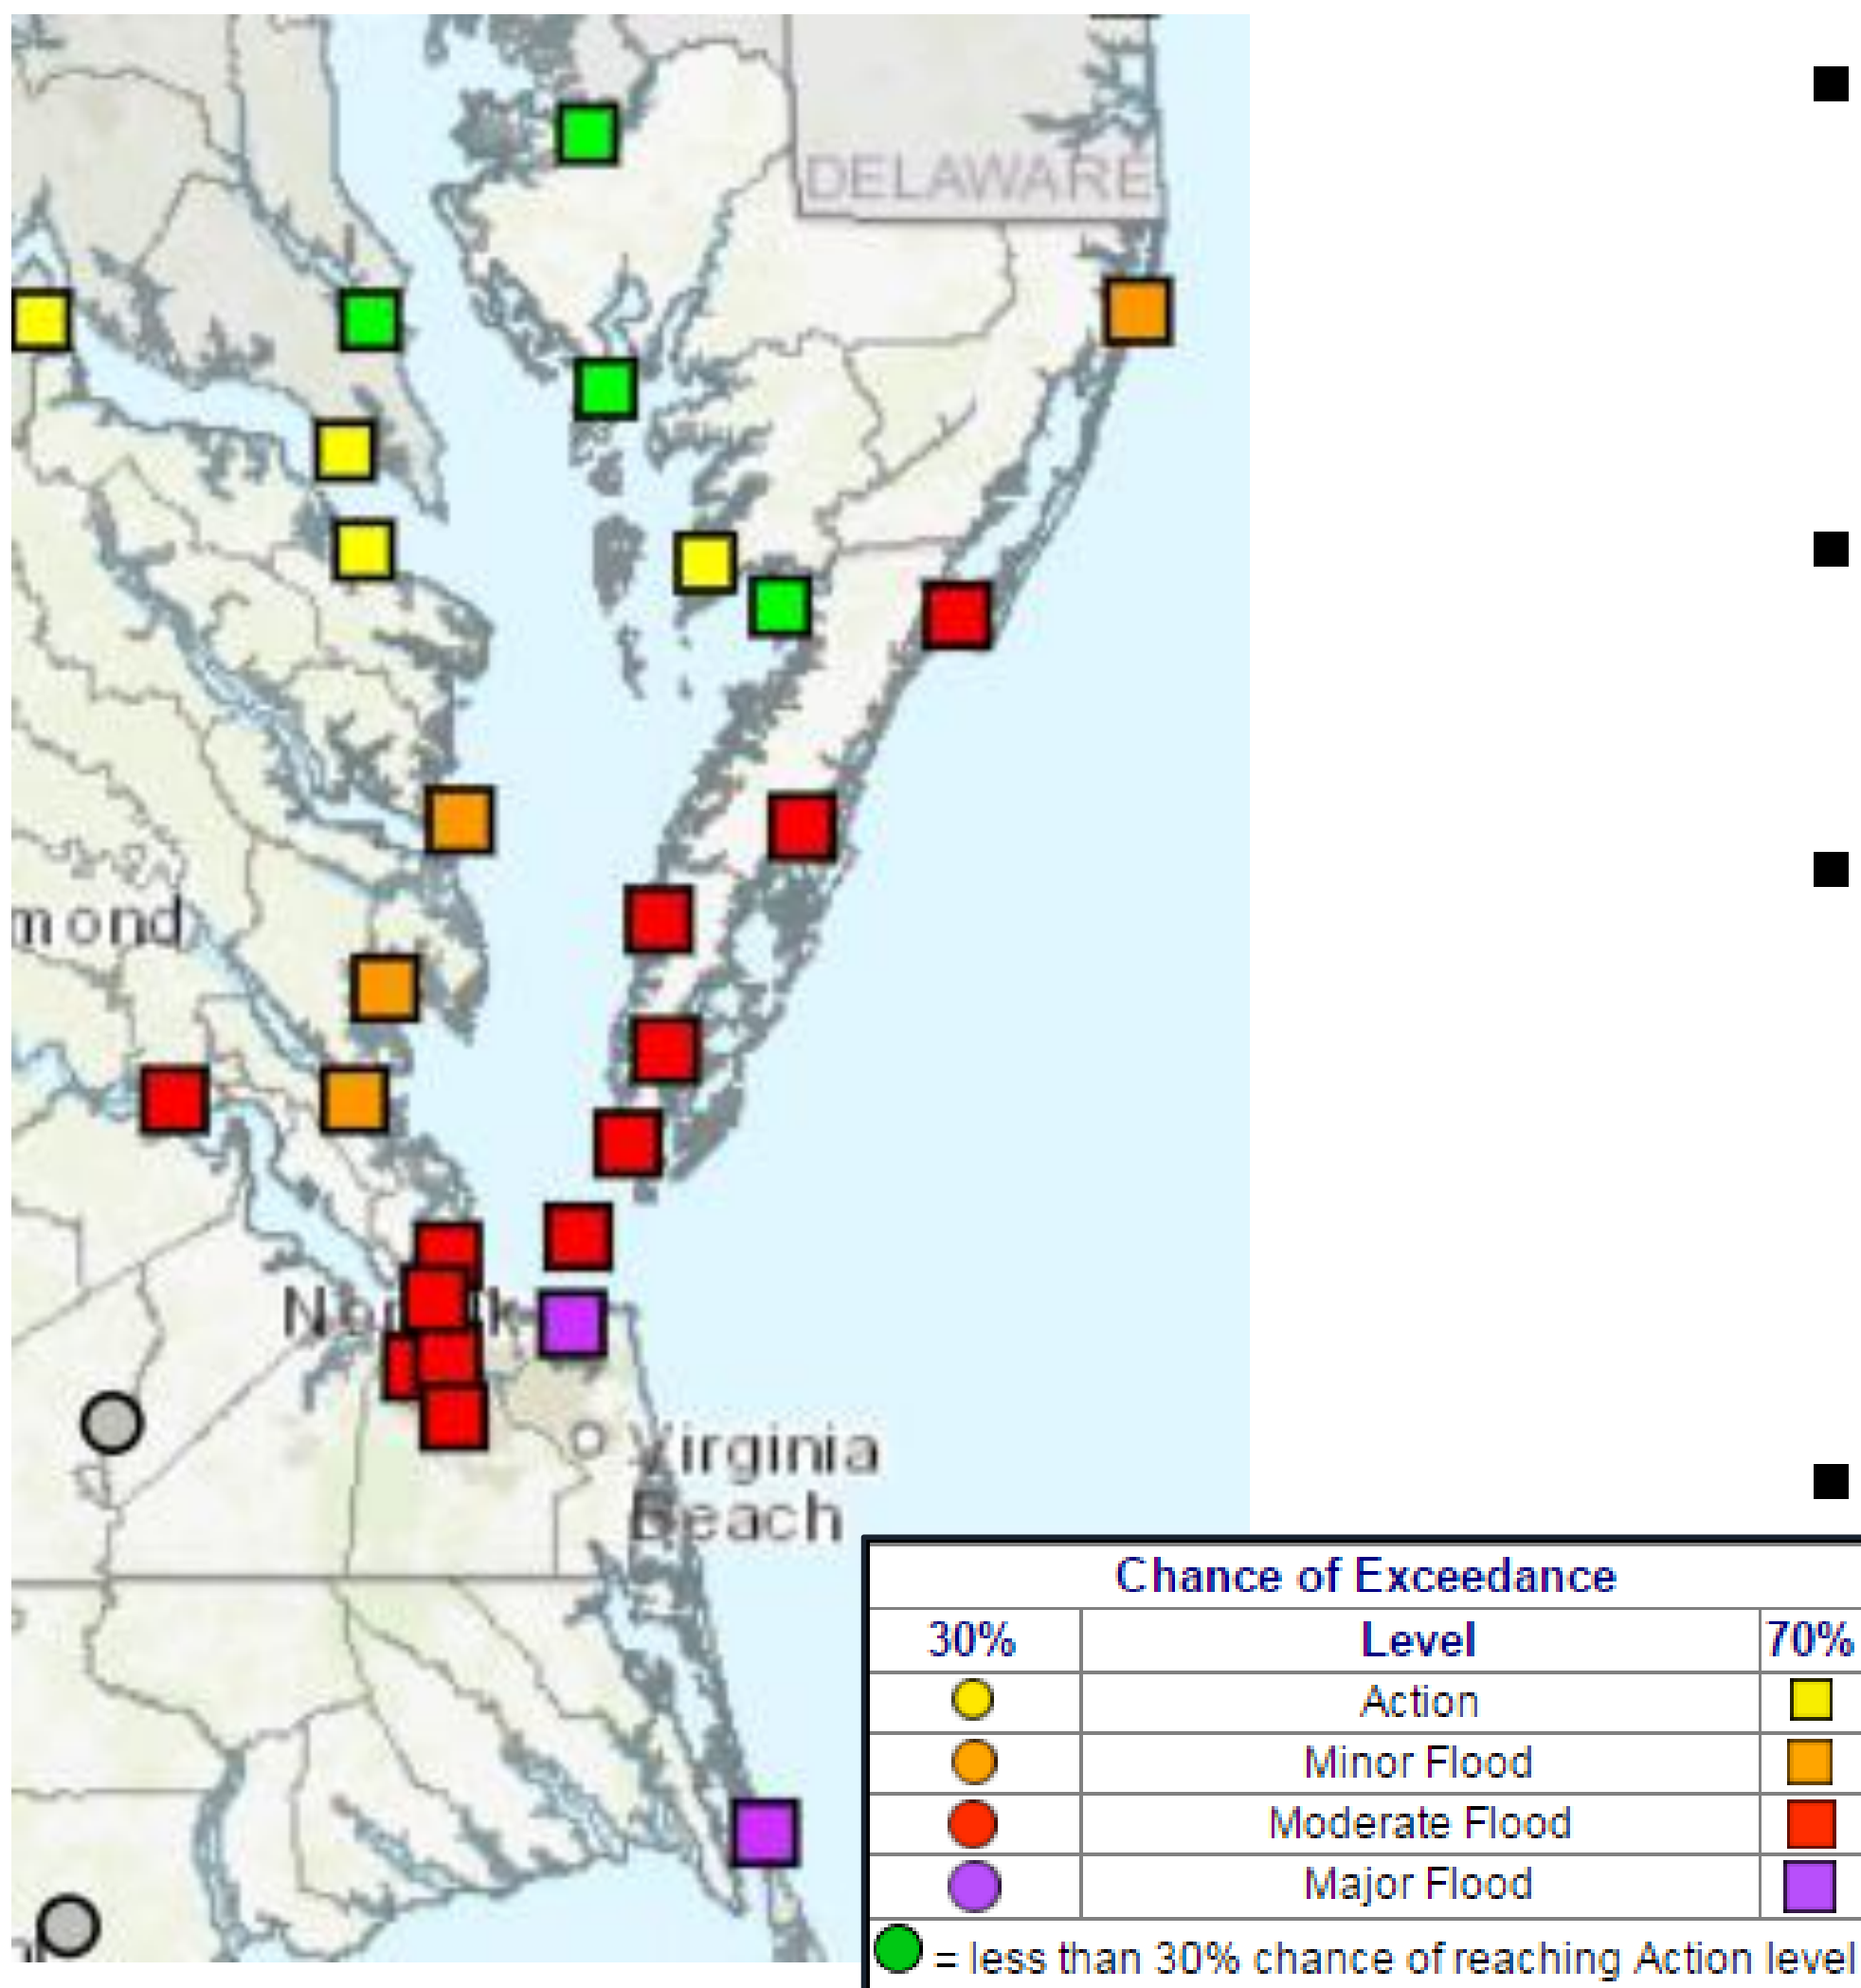 DELAWARE
mond
Virginia
Beach
Chance of Exceedance
30% Level 70%
Action
Minor Flood
Moderate Flood
Major Flood
= less than 30% chance of reaching Action level